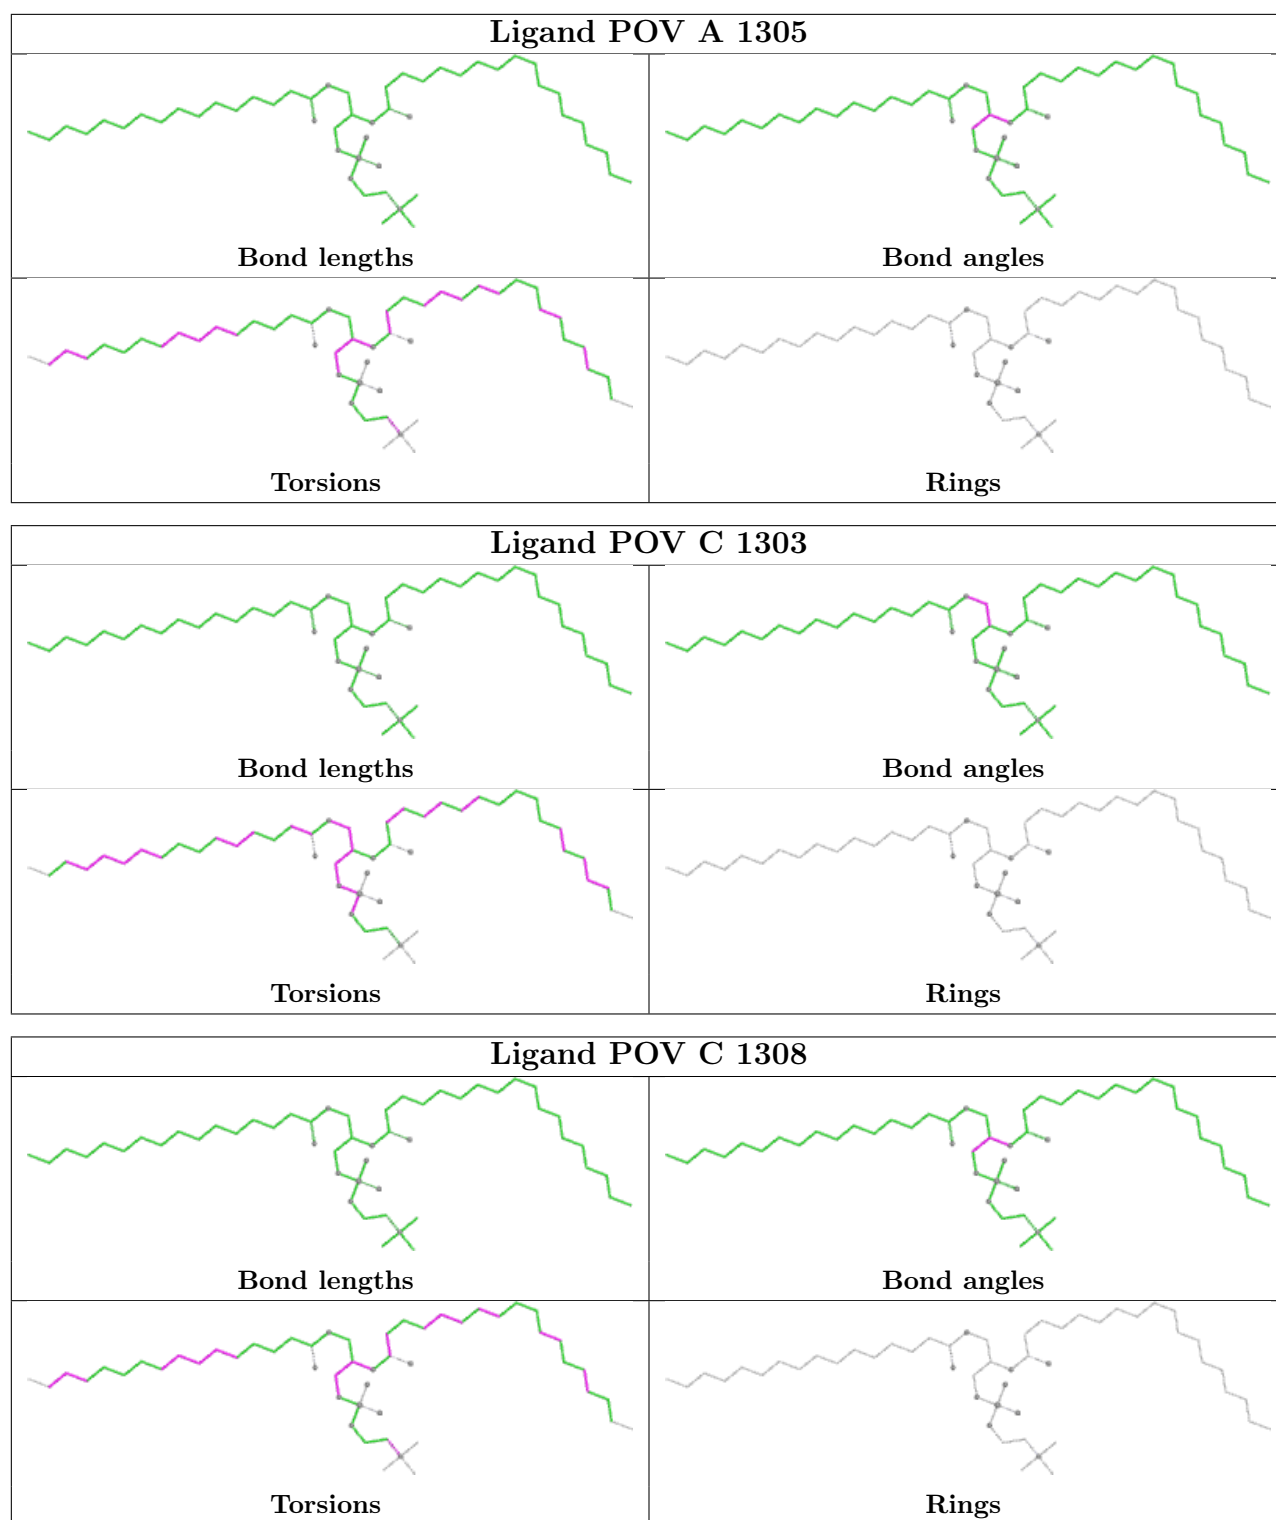 Ligand POV A 1305
Bond lengths
Bond angles
Torsions
Rings
Ligand POV C 1303
Bond lengths
Bond angles
Torsions
Rings
Ligand POV C 1308
Bond lengths
Bond angles
Torsions
Rings